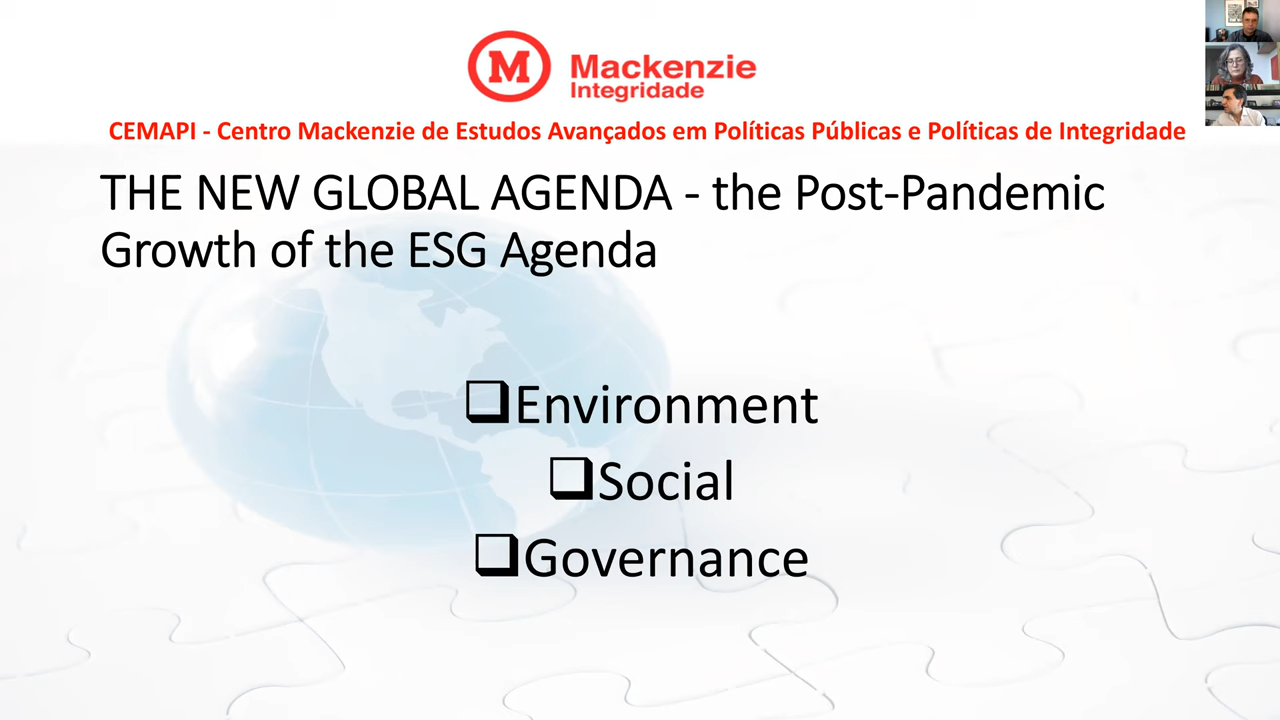 M Mackenzie
Integridade
CEMAPI - Centro Mackenzie de Estudos Avançados em Políticas Públicas e Políticas de Integridade
THE NEW GLOBAL AGENDA - the Post-Pandemic
Growth of the ESG Agenda
❑Environment
❑Social
❑Governance